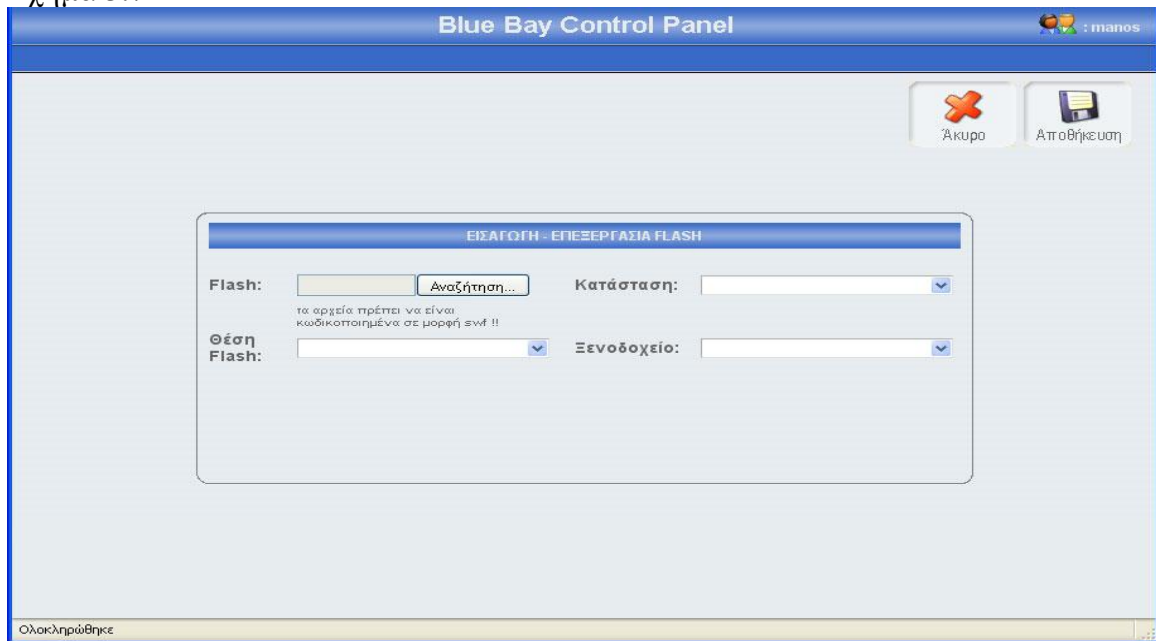 Blue Bay Control Panel
: manos
Άκυρο
Αποθήκευση
ΕΙΣΑΓΩΓΗ - ΕΠΕΞΕΡΓΑΣΙΑ FLASH
Flash:
Αναζήτηση...
Κατάσταση:
τα αρχεία πρέπει να είναι
κωδικοποιημένα σε μορφή swf !!
Θέση
Flash:
Ξενοδοχείο:
Ολοκληρώθηκε